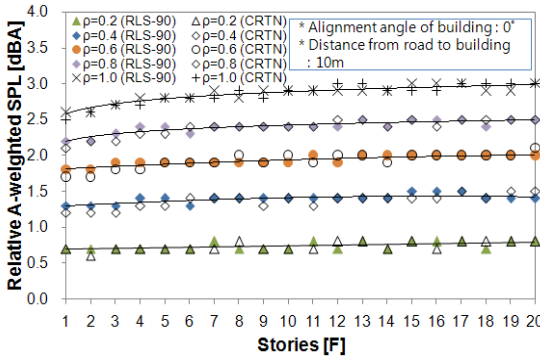 Relative A-weighted SPL [dBA]
4.0
3.5
3.0
2.5
2.0
1.5
1.0
0.5
0.0
ρ=0.2 (RLS-90) ρ=0.2 (CRTN)
ρ=0.4 (RLS-90) ρ=0.4 (CRTN)
ρ=0.6 (RLS-90) ρ=0.6 (CRTN)
ρ=0.8 (RLS-90) ρ=0.8 (CRTN)
ρ=1.0 (RLS-90) ρ=1.0 (CRTN)
* Alignment angle of building : 0˚
* Distance from road to building
: 10m
1 2 3 4 5 6 7 8 9 10 11 12 13 14 15 16 17 18 19 20
Stories [F]